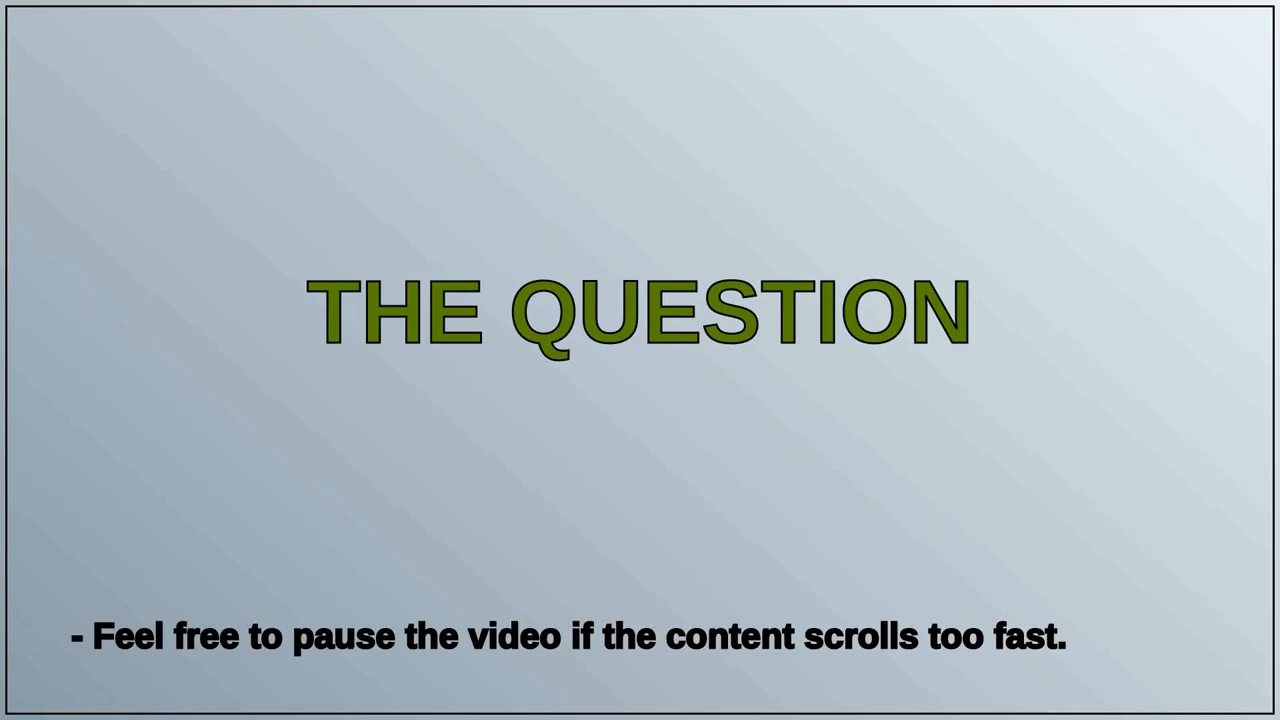 THE QUESTION
- Feel free to pause the video if the content scrolls too fast.